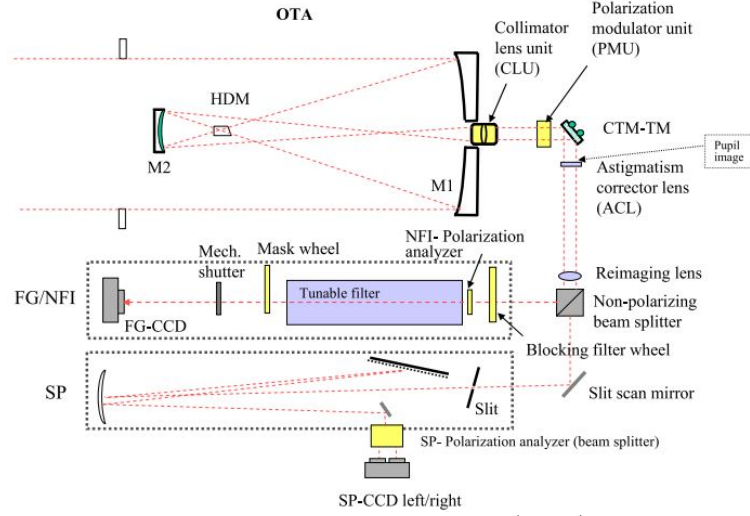 OTA
Collimator
lens unit
(CLU)
Polarization
modulator unit
(PMU)
HDM
CTM-TM
M2
M1
Pupil
image
Astigmatism
corrector lens
(ACL)
NFI- Polarization
analyzer
Mech.
shutter
Mask wheel
Reimaging lens
FG/NFI
Tunable filter
Non-polarizing
beam splitter
FG-CCD
Blocking filter wheel
SP
Slit
Slit scan mirror
SP- Polarization analyzer (beam splitter)
SP-CCD left/right